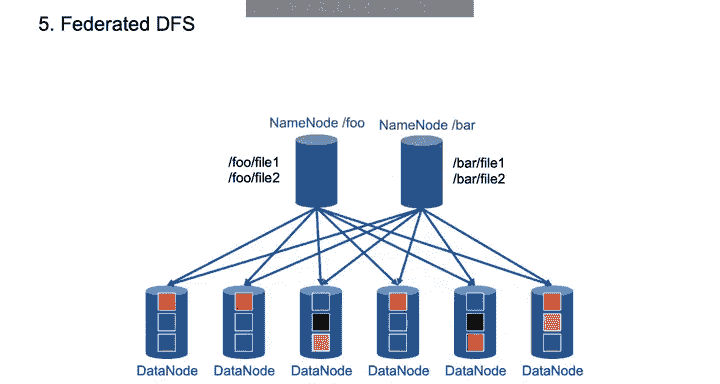 5. Federated DFS
NameNode /foo
NameNode /bar
/foo/file1
/foo/file2
/bar/file1
/bar/file2
DataNode
DataNode
DataNode
DataNode
DataNode
DataNode